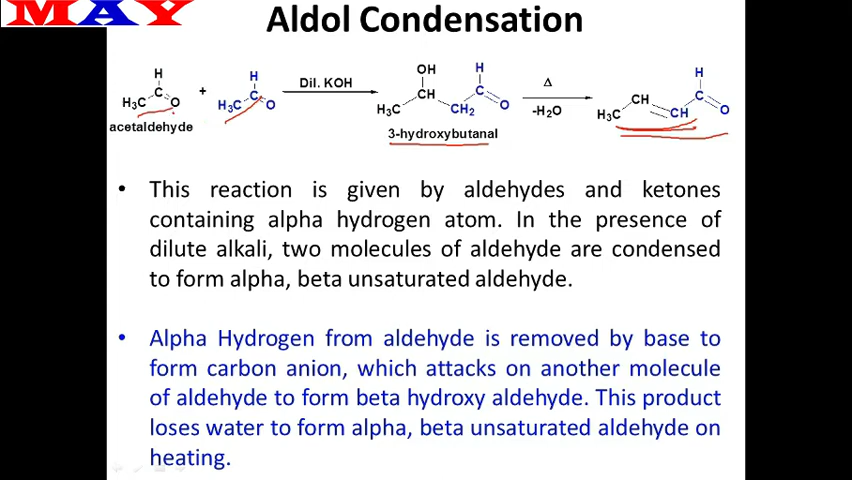 MAY
Aldol Condensation
H
C
H3C
O
+
H
C
H3C
O
Dil. KOH
OH
CH
H3C
CH2
H
C
O
Δ
-H2O
H3C
CH
CH
H
C
O
acetaldehyde
3-hydroxybutanal
• This reaction is given by aldehydes and ketones
containing alpha hydrogen atom. In the presence of
dilute alkali, two molecules of aldehyde are condensed
to form alpha, beta unsaturated aldehyde.
• Alpha Hydrogen from aldehyde is removed by base to
form carbon anion, which attacks on another molecule
of aldehyde to form beta hydroxy aldehyde. This product
loses water to form alpha, beta unsaturated aldehyde on
heating.